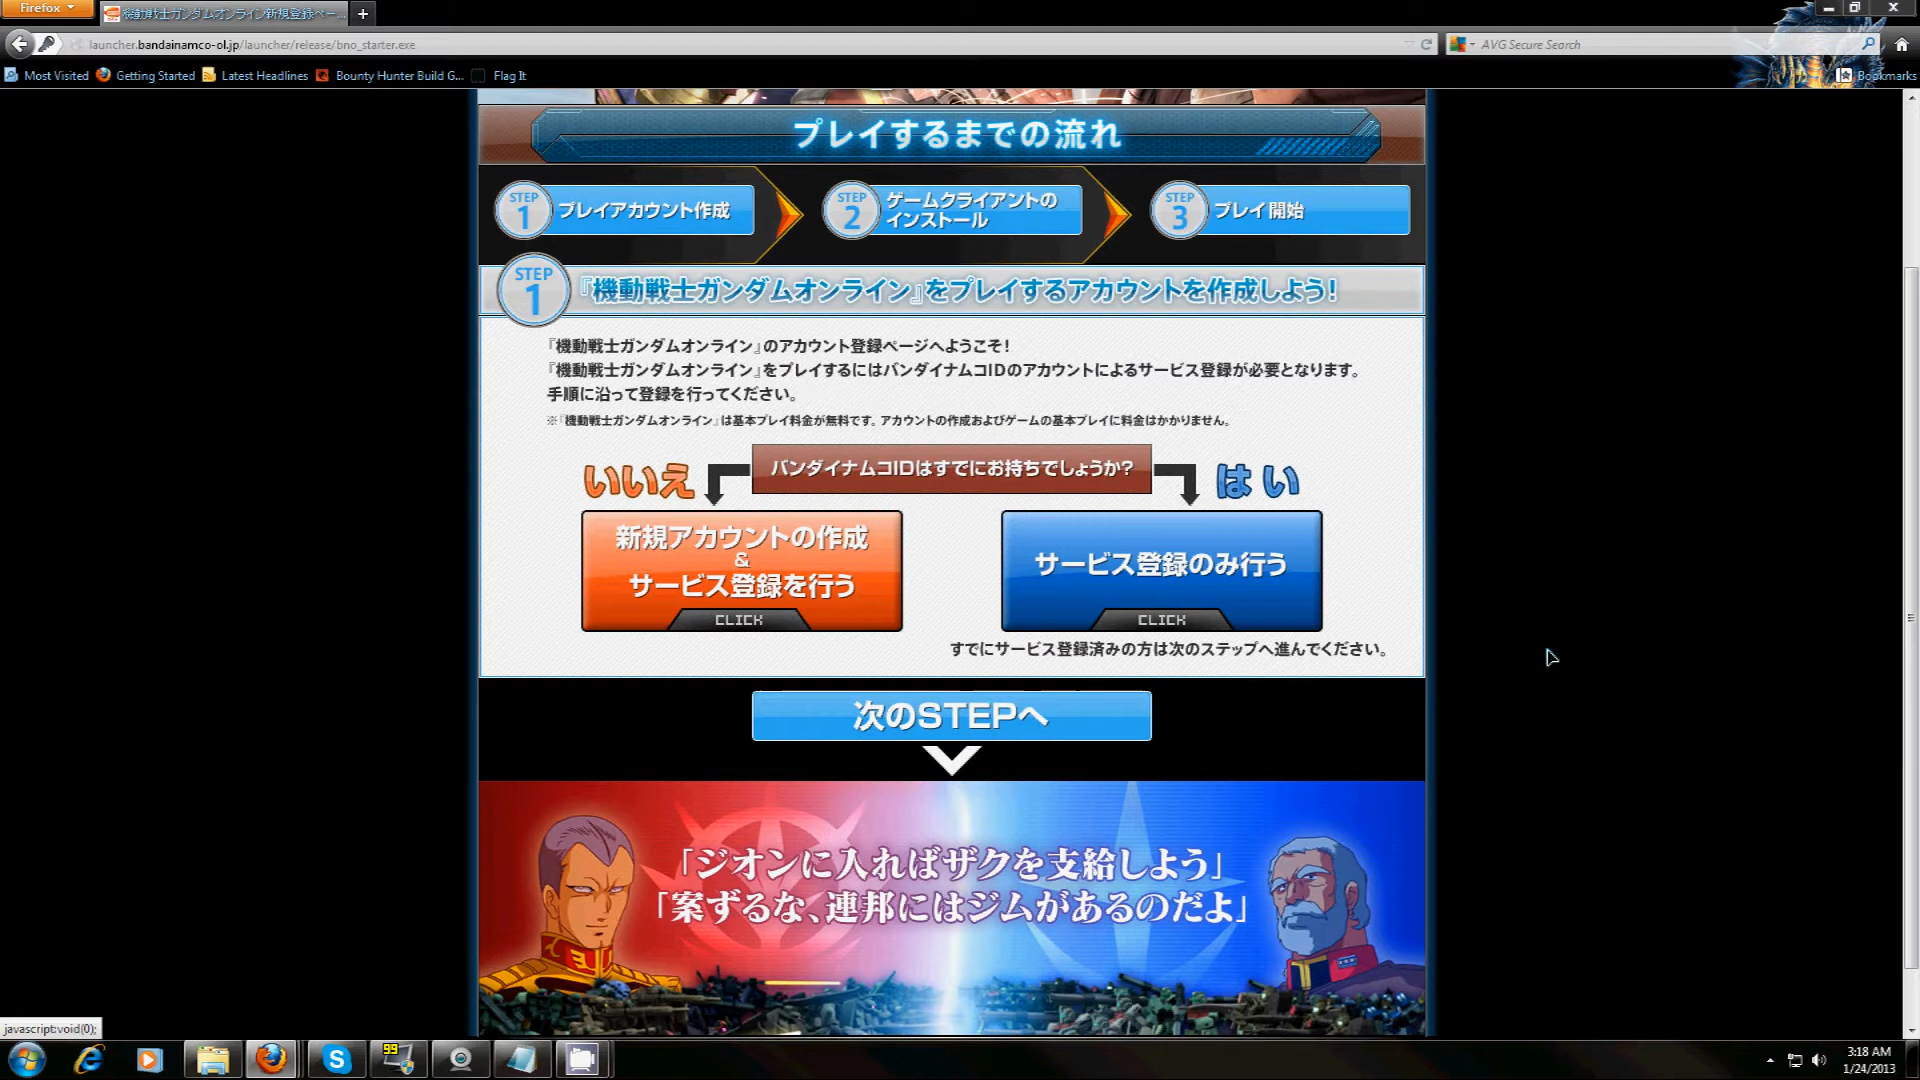 Firefox
機動戦士ガンダムオンライン新規登録ペー...
launcher.bandainamco-ol.jp/launcher/release/bno_starter.exe
AVG Secure Search
Most Visited
Getting Started
Latest Headlines
Bounty Hunter Build G...
Flag It
Bookmarks
プレイするまでの流れ
STEP 1 プレイアカウント作成
STEP 2 ゲームクライアントの
インストール
STEP 3 プレイ開始
STEP 1 『機動戦士ガンダムオンライン』をプレイするアカウントを作成しよう!
『機動戦士ガンダムオンライン』のアカウント登録ページへようこそ!
『機動戦士ガンダムオンライン』をプレイするにはバンダイナムコIDのアカウントによるサービス登録が必要となります。
手順に沿って登録を行ってください。
※『機動戦士ガンダムオンライン』は基本プレイ料金が無料です。アカウントの作成およびゲームの基本プレイに料金はかかりません。
バンダイナムコIDはすでにお持ちでしょうか?
いいえ
はい
新規アカウントの作成
&
サービス登録を行う
CLICK
サービス登録のみ行う
CLICK
すでにサービス登録済みの方は次のステップへ進んでください。
次のSTEPへ
「ジオンに入ればザクを支給しよう」
「案ずるな、連邦にはジムがあるのだよ」
javascript:void(0);
99
3:18 AM
1/24/2013